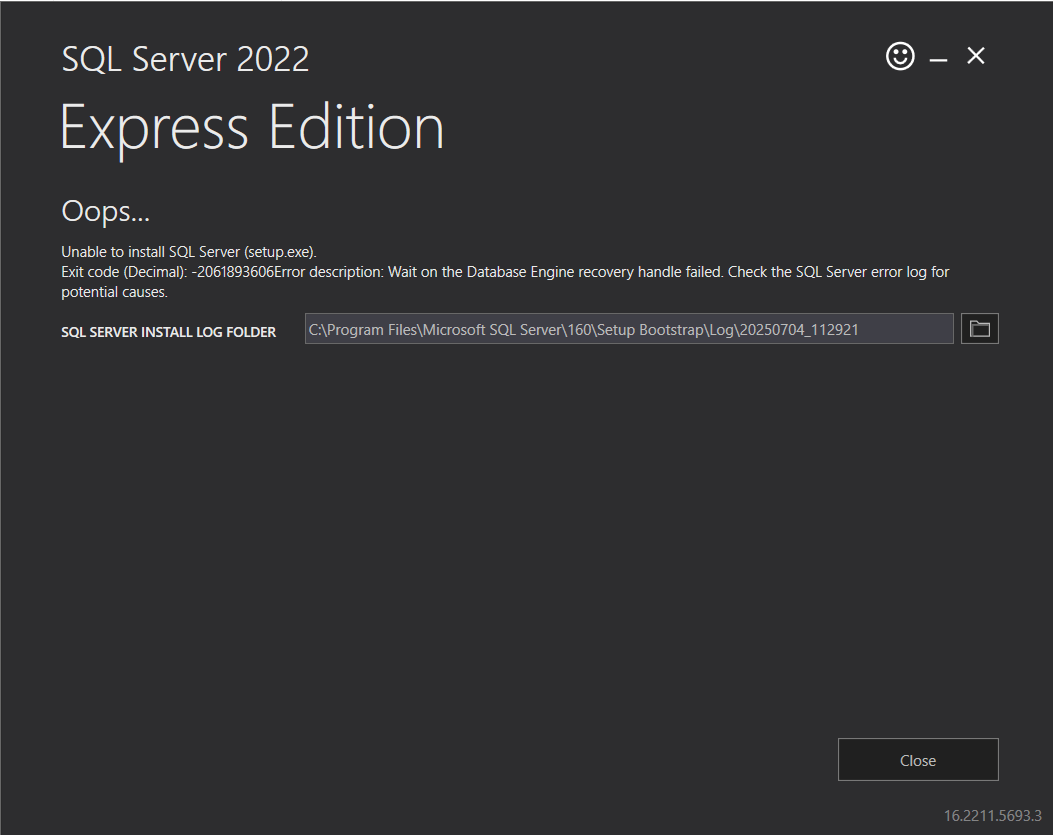 SQL Server 2022
Express Edition
Oops...
Unable to install SQL Server (setup.exe).
Exit code (Decimal): -2061893606Error description: Wait on the Database Engine recovery handle failed. Check the SQL Server error log for
potential causes.
SQL SERVER INSTALL LOG FOLDER
C:\Program Files\Microsoft SQL Server\160\Setup Bootstrap\Log\20250704_112921
Close
16.2211.5693.3